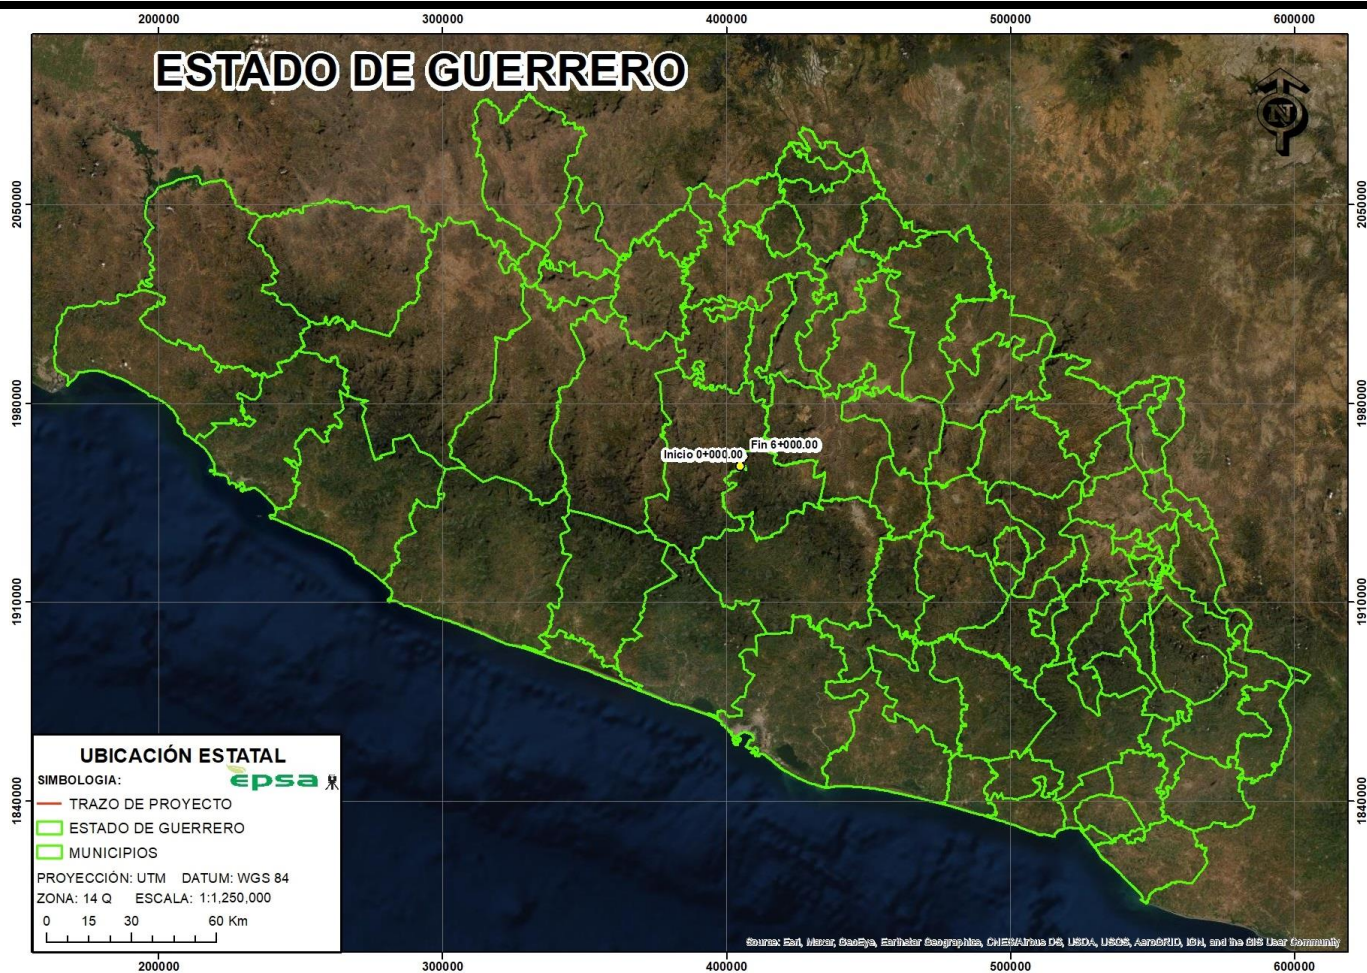 200000 300000 400000 500000 600000
ESTADO DE GUERRERO
N
2050000 2050000
1980000 1980000
Fin 6+000.00
Inicio 0+000.00
1910000 1910000
UBICACIÓN ESTATAL
SIMBOLOGIA: epsa
TRAZO DE PROYECTO
1840000 1840000
ESTADO DE GUERRERO
MUNICIPIOS
PROYECCIÓN: UTM DATUM: WGS 84
ZONA: 14 Q ESCALA: 1:1,250,000
0 15 30 60 Km
Source: Esri, Maxar, GeoEye, Earthstar Geographics, CNES/Airbus DS, USDA, USGS, AeroGRID, IGN, and the GIS User Community
200000 300000 400000 500000 600000